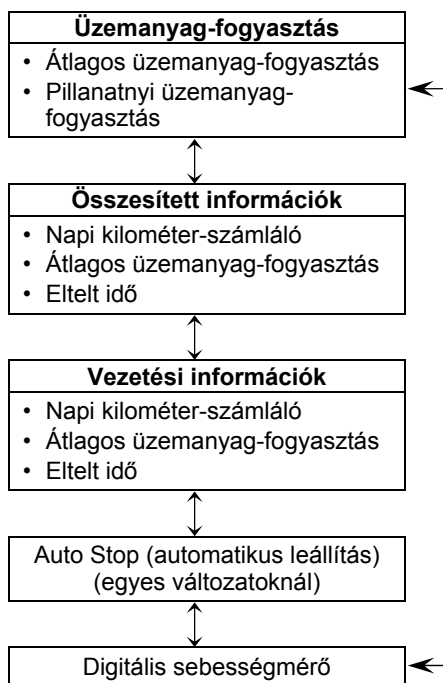 Üzemanyag-fogyasztás
• Átlagos üzemanyag-fogyasztás
• Pillanatnyi üzemanyag-
fogyasztás
Összesített információk
• Napi kilométer-számláló
• Átlagos üzemanyag-fogyasztás
• Eltelt idő
Vezetési információk
• Napi kilométer-számláló
• Átlagos üzemanyag-fogyasztás
• Eltelt idő
Auto Stop (automatikus leállítás)
(egyes változatoknál)
Digitális sebességmérő